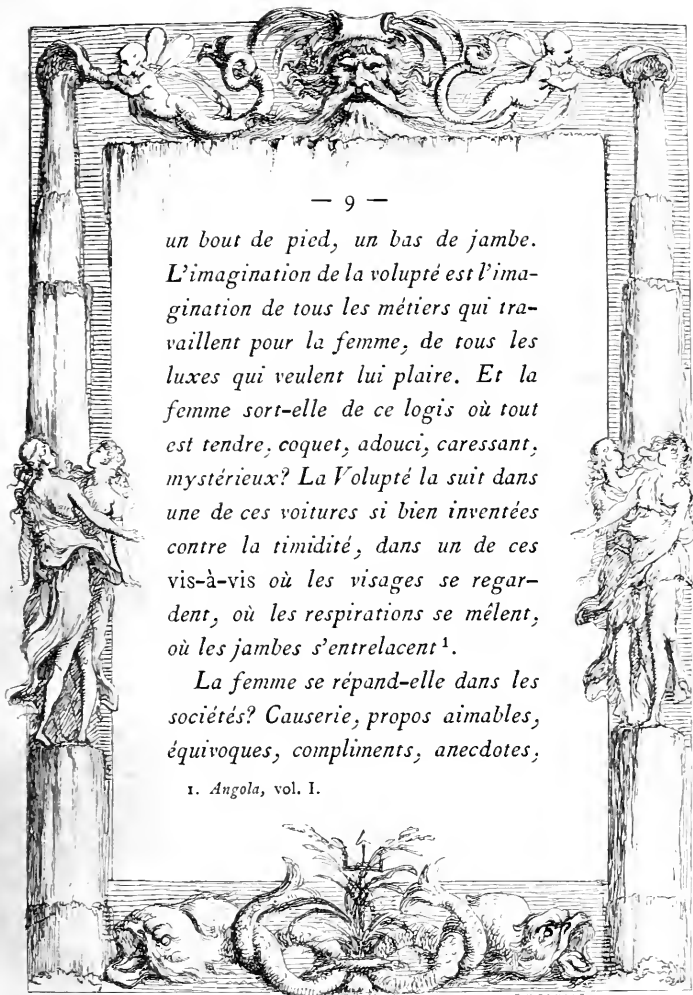 — 9 —
un bout de pied, un bas de jambe.
L'imagination de la volupté est l'ima-
gination de tous les métiers qui tra-
vaillent pour la femme, de tous les
luxes qui veulent lui plaire. Et la
femme sort-elle de ce logis où tout
est tendre, coquet, adouci, caressant,
mystérieux? La Volupté la suit dans
une de ces voitures si bien inventées
contre la timidité, dans un de ces
vis-à-vis où les visages se regar-
dent, où les respirations se mêlent,
où les jambes s'entrelacent¹.
La femme se répand-elle dans les
sociétés? Causerie, propos aimables,
équivoques, compliments, anecdotes,
1. Angola, vol. I.